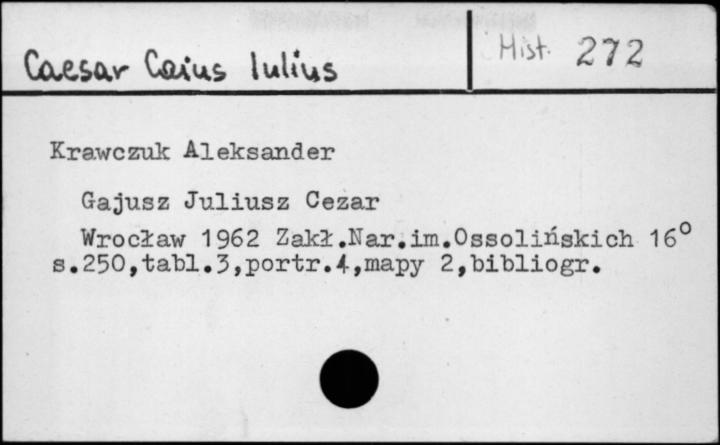 Caesar Caius Iulius
Hist. 272
Krawczuk Aleksander
Gajusz Juliusz Cezar
Wrocław 1962 Zakł.Nar.im.Ossolińskich 16°
s.250,tabl.3,portr.4,mapy 2,bibliogr.